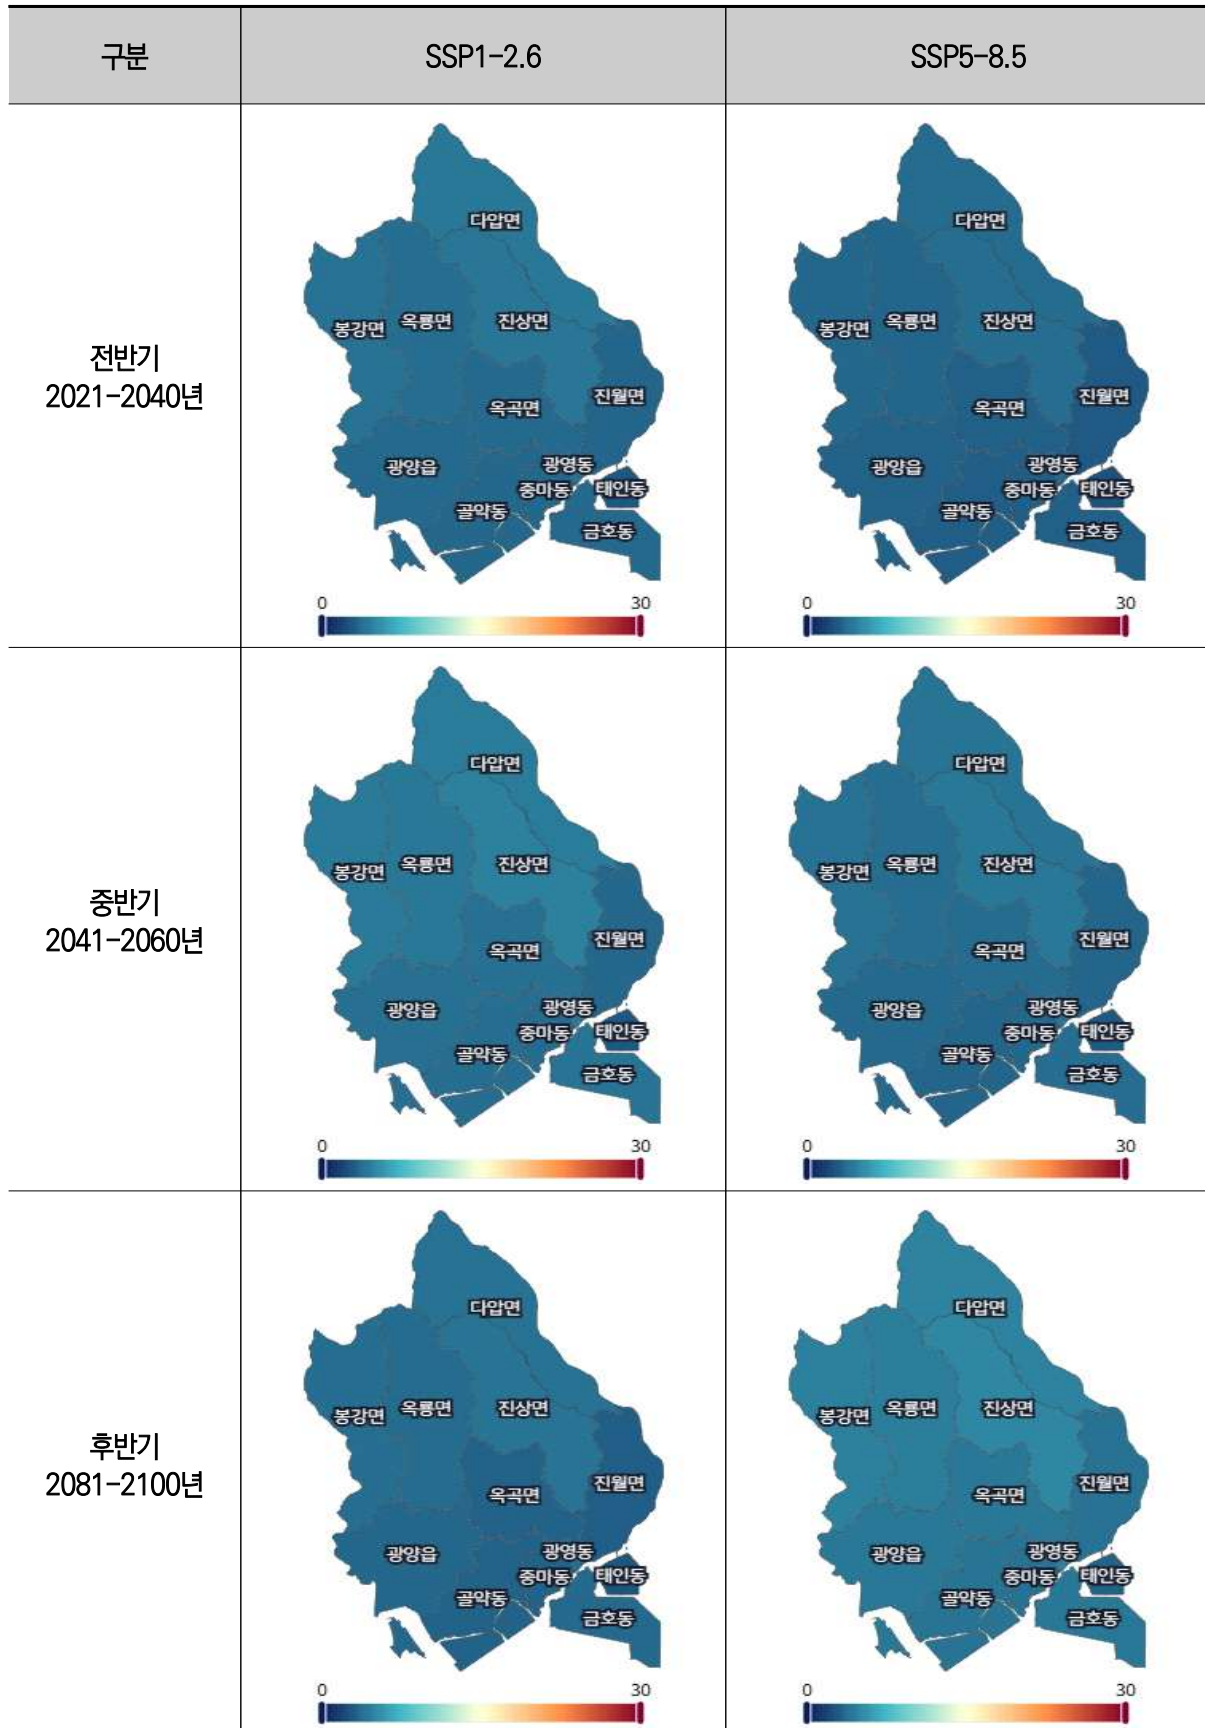 구분
SSP1-2.6
SSP5-8.5
전반기
2021-2040년
다압면
봉강면
옥룡면
진상면
옥곡면
진월면
광양읍
광영동
중마동
태인동
골약동
금호동
0
30
다압면
봉강면
옥룡면
진상면
옥곡면
진월면
광양읍
광영동
중마동
태인동
골약동
금호동
0
30
중반기
2041-2060년
다압면
봉강면
옥룡면
진상면
옥곡면
진월면
광양읍
광영동
중마동
태인동
골약동
금호동
0
30
다압면
봉강면
옥룡면
진상면
옥곡면
진월면
광양읍
광영동
중마동
태인동
골약동
금호동
0
30
후반기
2081-2100년
다압면
봉강면
옥룡면
진상면
옥곡면
진월면
광양읍
광영동
중마동
태인동
골약동
금호동
0
30
다압면
봉강면
옥룡면
진상면
옥곡면
진월면
광양읍
광영동
중마동
태인동
골약동
금호동
0
30